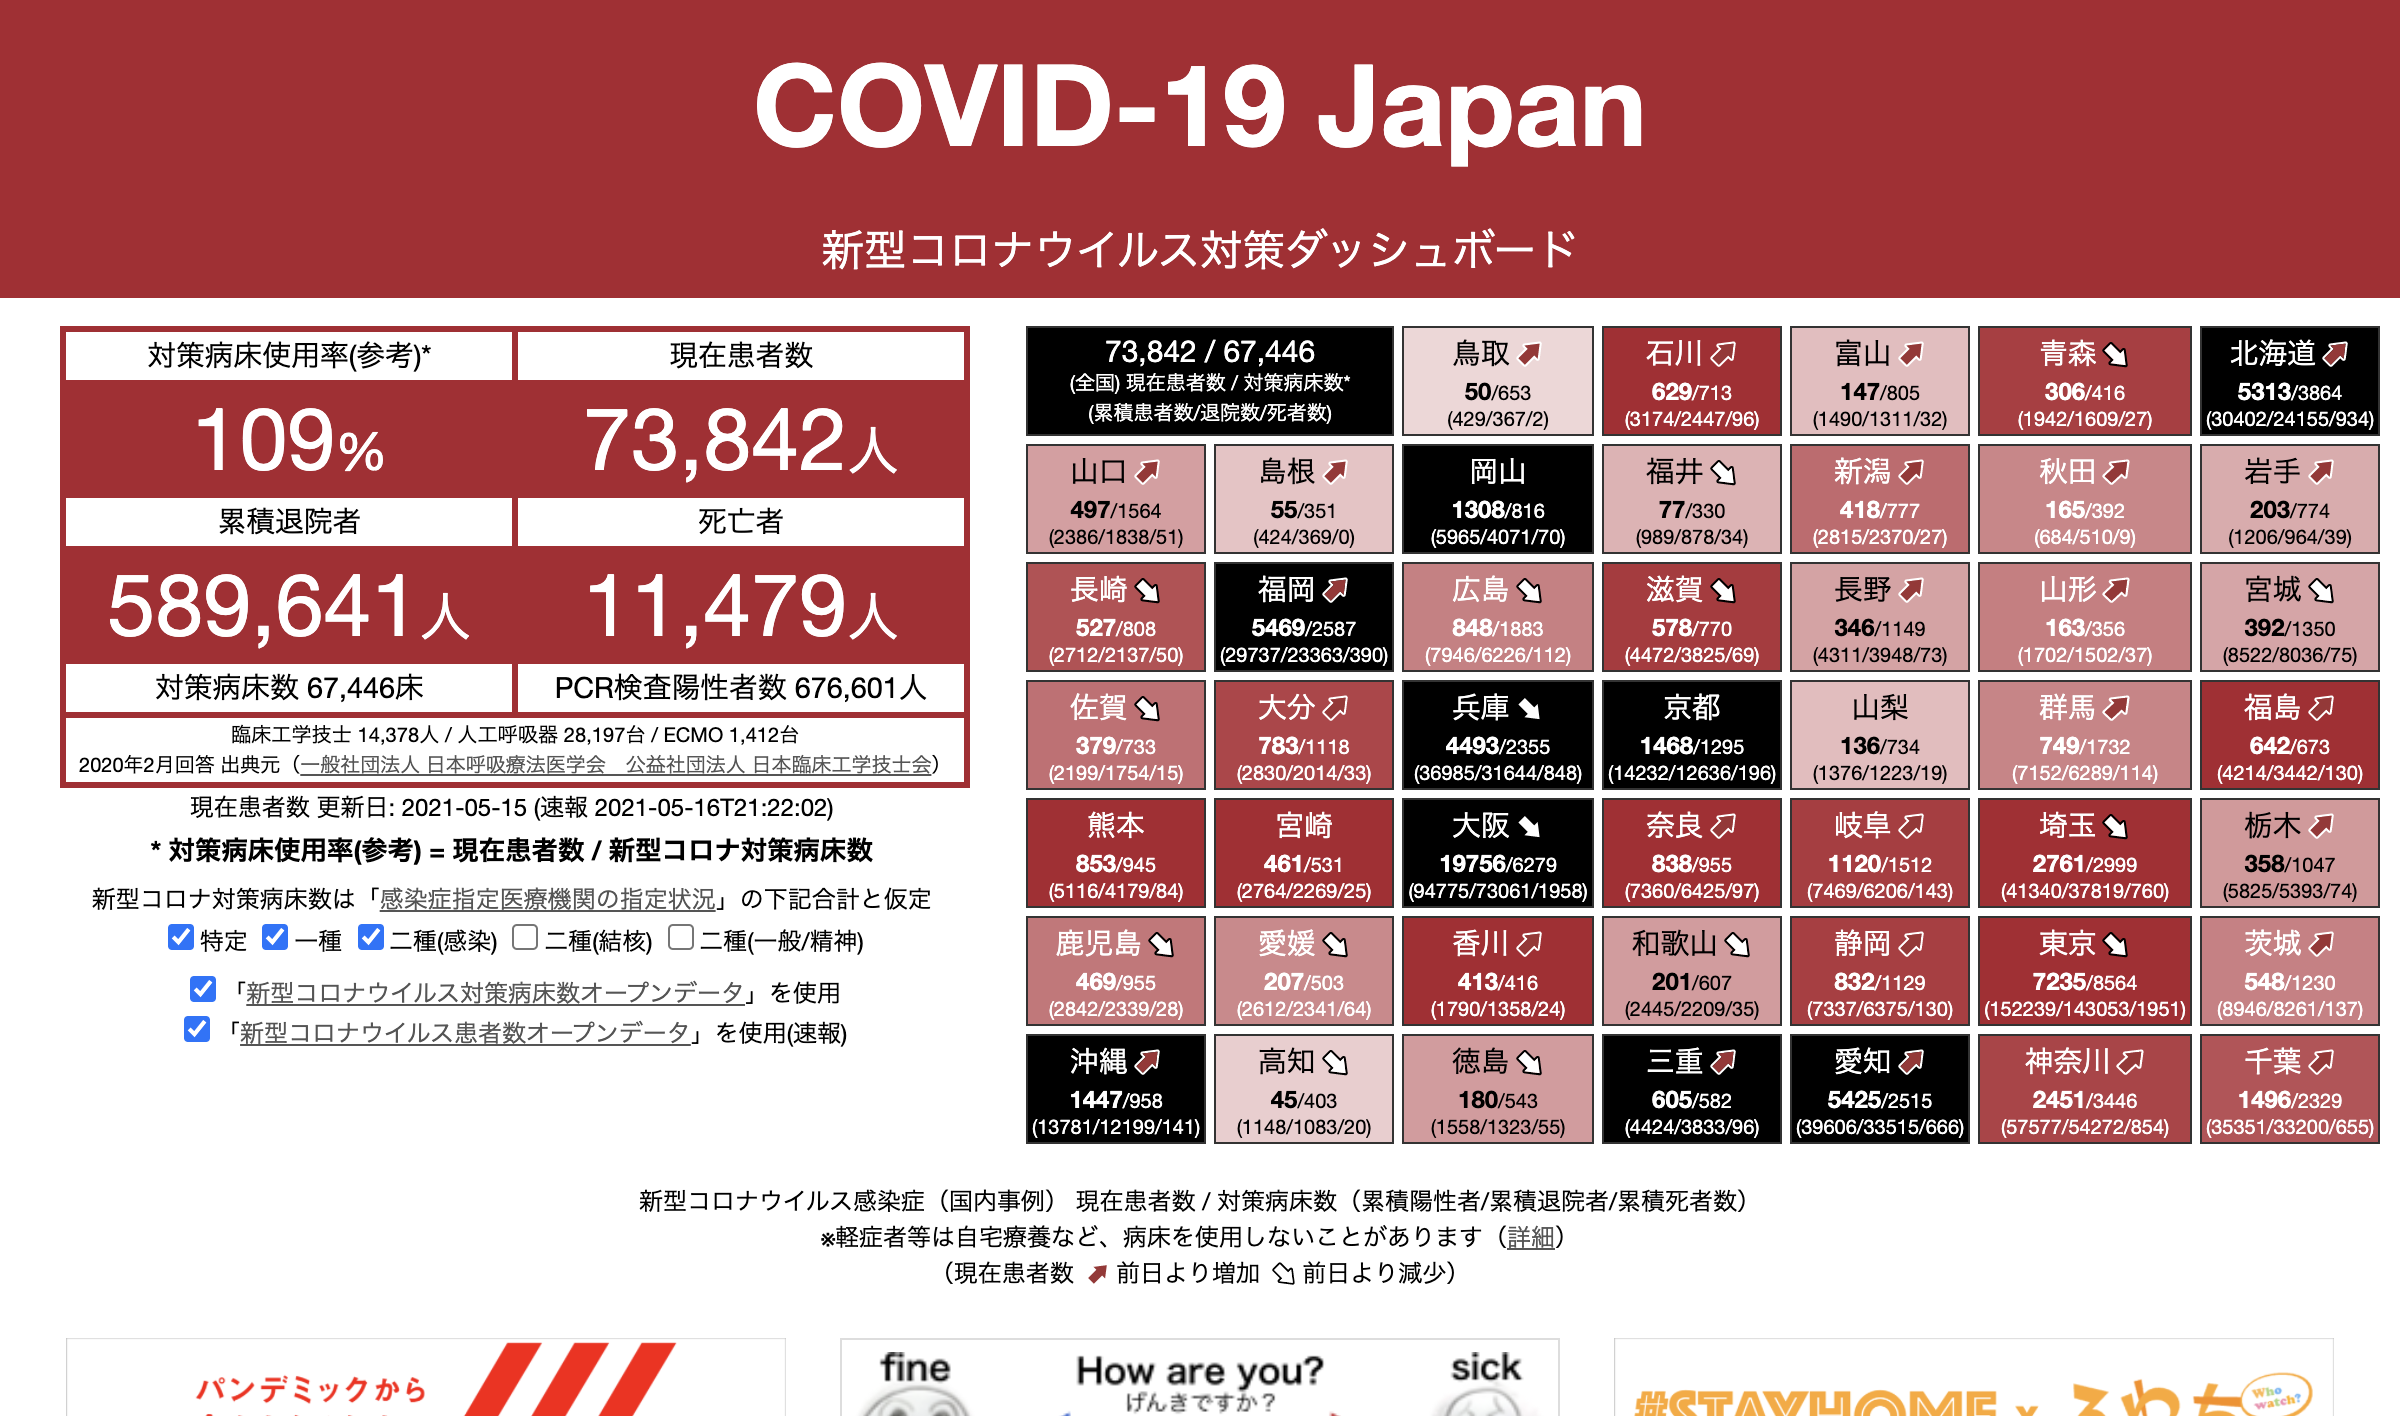 COVID-19 Japan
新型コロナウイルス対策ダッシュボード
対策病床使用率(参考)* 現在患者数
109% 73,842人
累積退院者 死亡者
589,641人 11,479人
対策病床数 67,446床 PCR検査陽性者数 676,601人
臨床工学技士 14,378人 / 人工呼吸器 28,197台 / ECMO 1,412台
2020年2月回答 出典元（一般社団法人 日本呼吸療法医学会　公益社団法人 日本臨床工学技士会）
現在患者数 更新日: 2021-05-15 (速報 2021-05-16T21:22:02)
* 対策病床使用率(参考) = 現在患者数 / 新型コロナ対策病床数
新型コロナ対策病床数は「感染症指定医療機関の指定状況」の下記合計と仮定
特定 一種 二種(感染) 二種(結核) 二種(一般/精神)
「新型コロナウイルス対策病床数オープンデータ」を使用
「新型コロナウイルス患者数オープンデータ」を使用(速報)
73,842 / 67,446
(全国) 現在患者数 / 対策病床数*
(累積患者数/退院数/死者数)
鳥取
50/653
(429/367/2)
石川
629/713
(3174/2447/96)
富山
147/805
(1490/1311/32)
青森
306/416
(1942/1609/27)
北海道
5313/3864
(30402/24155/934)
山口
497/1564
(2386/1838/51)
島根
55/351
(424/369/0)
岡山
1308/816
(5965/4071/70)
福井
77/330
(989/878/34)
新潟
418/777
(2815/2370/27)
秋田
165/392
(684/510/9)
岩手
203/774
(1206/964/39)
長崎
527/808
(2712/2137/50)
福岡
5469/2587
(29737/23363/390)
広島
848/1883
(7946/6226/112)
滋賀
578/770
(4472/3825/69)
長野
346/1149
(4311/3948/73)
山形
163/356
(1702/1502/37)
宮城
392/1350
(8522/8036/75)
佐賀
379/733
(2199/1754/15)
大分
783/1118
(2830/2014/33)
兵庫
4493/2355
(36985/31644/848)
京都
1468/1295
(14232/12636/196)
山梨
136/734
(1376/1223/19)
群馬
749/1732
(7152/6289/114)
福島
642/673
(4214/3442/130)
熊本
853/945
(5116/4179/84)
宮崎
461/531
(2764/2269/25)
大阪
19756/6279
(94775/73061/1958)
奈良
838/955
(7360/6425/97)
岐阜
1120/1512
(7469/6206/143)
埼玉
2761/2999
(41340/37819/760)
栃木
358/1047
(5825/5393/74)
鹿児島
469/955
(2842/2339/28)
愛媛
207/503
(2612/2341/64)
香川
413/416
(1790/1358/24)
和歌山
201/607
(2445/2209/35)
静岡
832/1129
(7337/6375/130)
東京
7235/8564
(152239/143053/1951)
茨城
548/1230
(8946/8261/137)
沖縄
1447/958
(13781/12199/141)
高知
45/403
(1148/1083/20)
徳島
180/543
(1558/1323/55)
三重
605/582
(4424/3833/96)
愛知
5425/2515
(39606/33515/666)
神奈川
2451/3446
(57577/54272/854)
千葉
1496/2329
(35351/33200/655)
新型コロナウイルス感染症（国内事例） 現在患者数 / 対策病床数（累積陽性者/累積退院者/累積死者数）
※軽症者等は自宅療養など、病床を使用しないことがあります（詳細）
（現在患者数 前日より増加 前日より減少）
パンデミックから
fine How are you? sick
げんきですか？
#STAYHOME x ふわっち
Who watch?